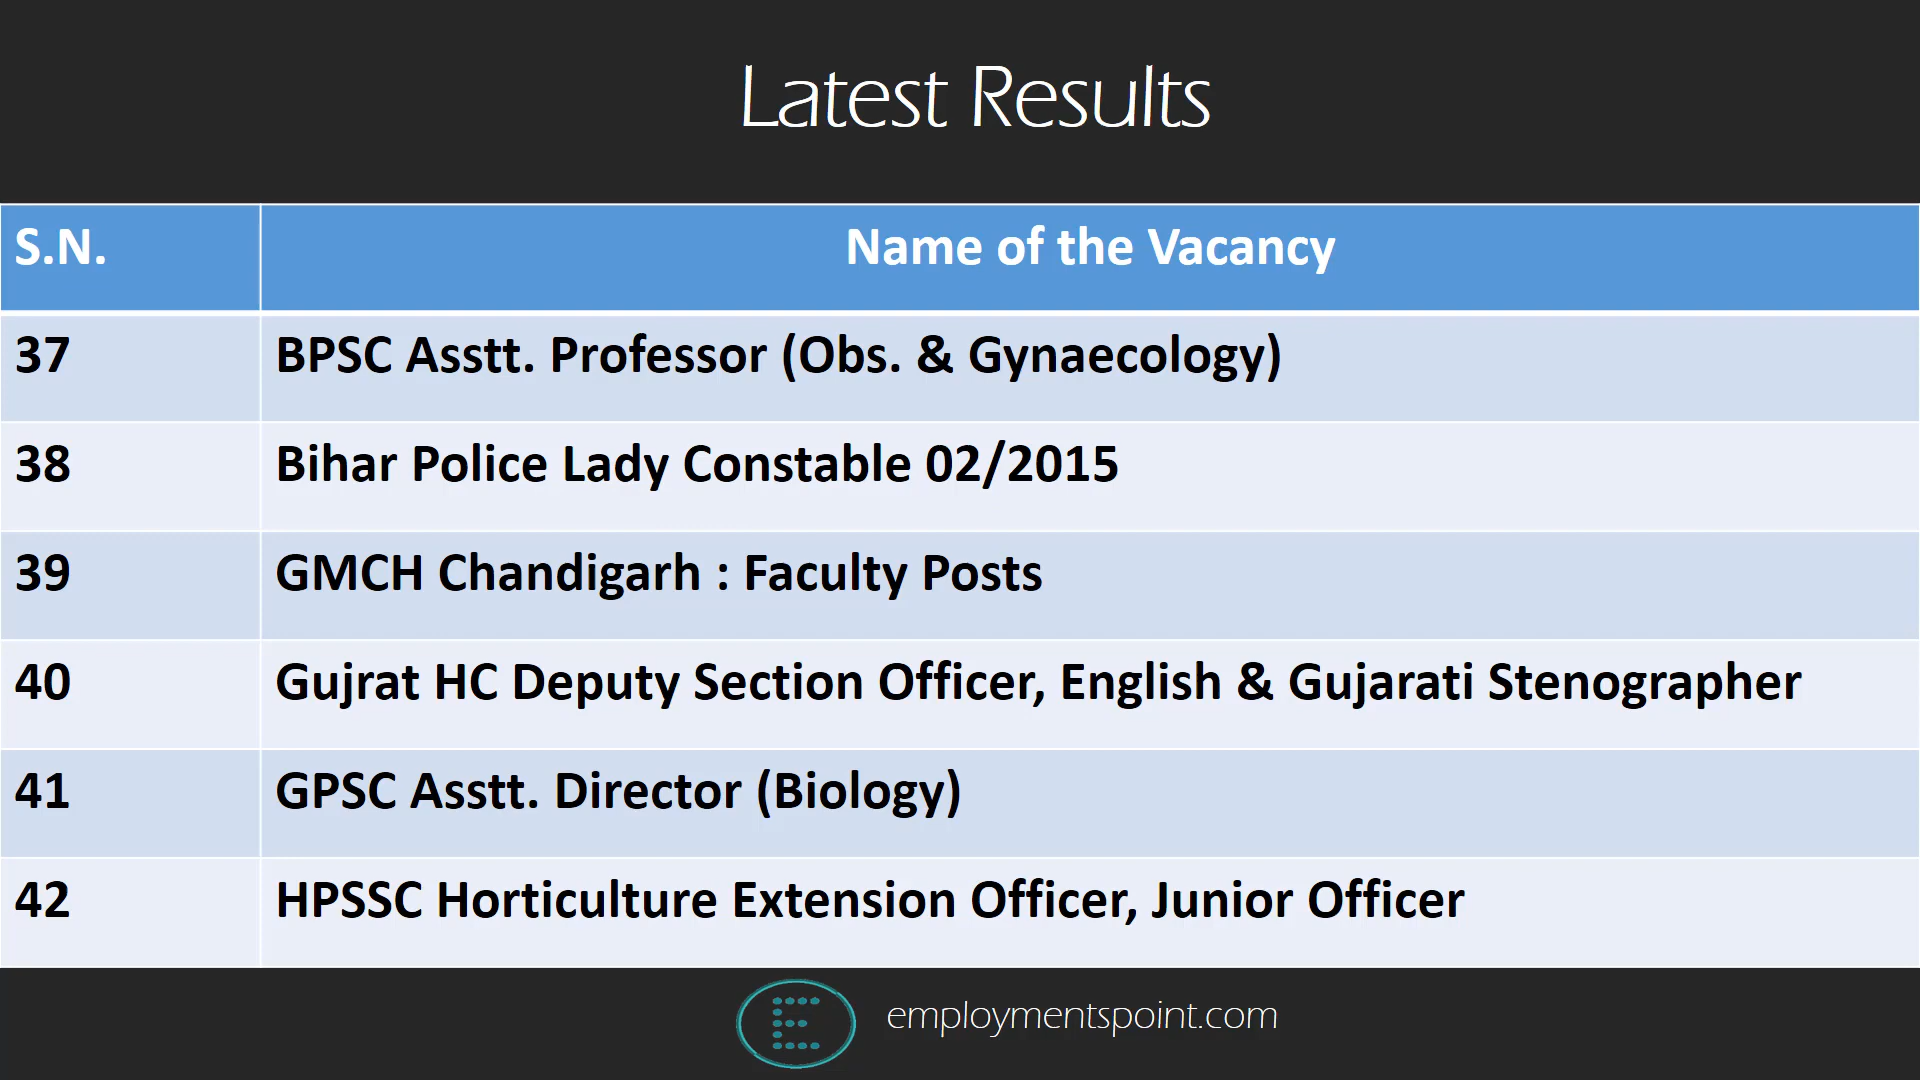 Latest Results
S.N. Name of the Vacancy
37 BPSC Asstt. Professor (Obs. & Gynaecology)
38 Bihar Police Lady Constable 02/2015
39 GMCH Chandigarh : Faculty Posts
40 Gujrat HC Deputy Section Officer, English & Gujarati Stenographer
41 GPSC Asstt. Director (Biology)
42 HPSSC Horticulture Extension Officer, Junior Officer
E employmentspoint.com